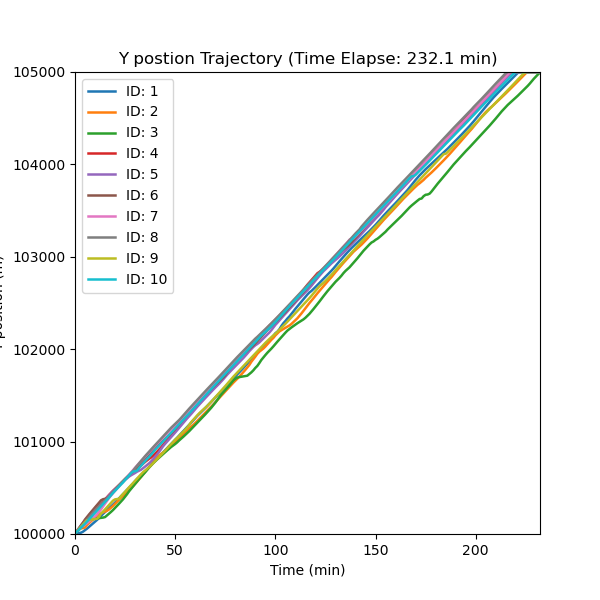 Y postion Trajectory (Time Elapse: 232.1 min)
105000
104000
103000
102000
101000
100000
ID: 1
ID: 2
ID: 3
ID: 4
ID: 5
ID: 6
ID: 7
ID: 8
ID: 9
ID: 10
0 50 100 150 200
Time (min)